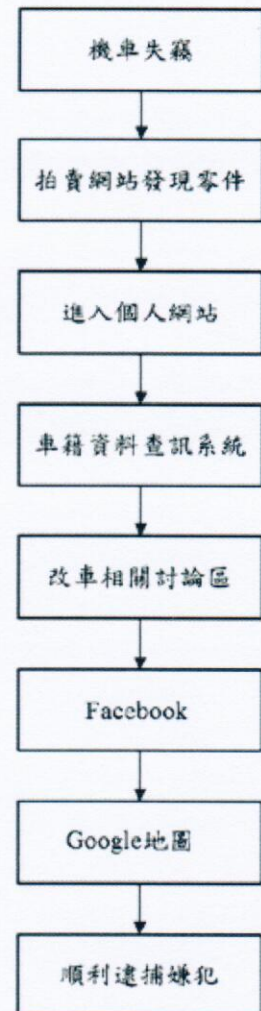 機車失竊
拍賣網站發現零件
進入個人網站
車籍資料查訊系統
改車相關討論區
Facebook
Google地圖
順利逮捕嫌犯